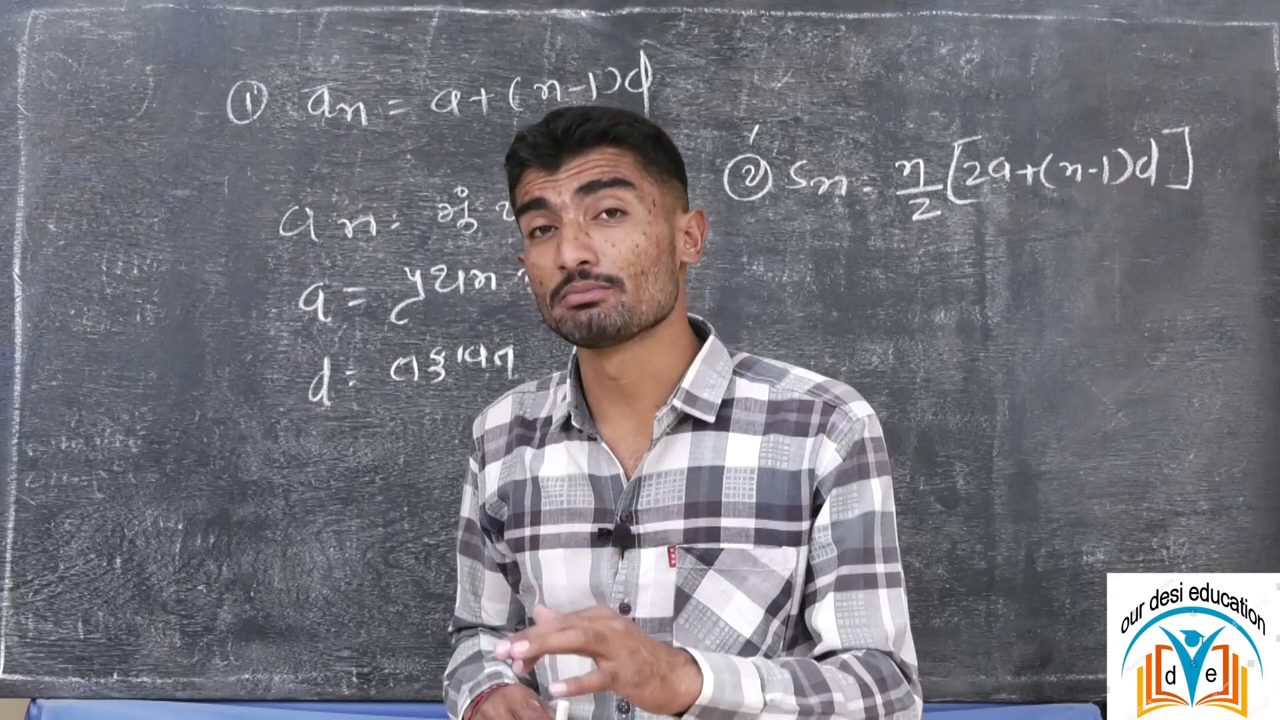 ① an = a+(n-1)d
② Sn = n/2 [2a+(n-1)d]
an =
a = પ્રથમ
d = તફાવત
our desi education
d e